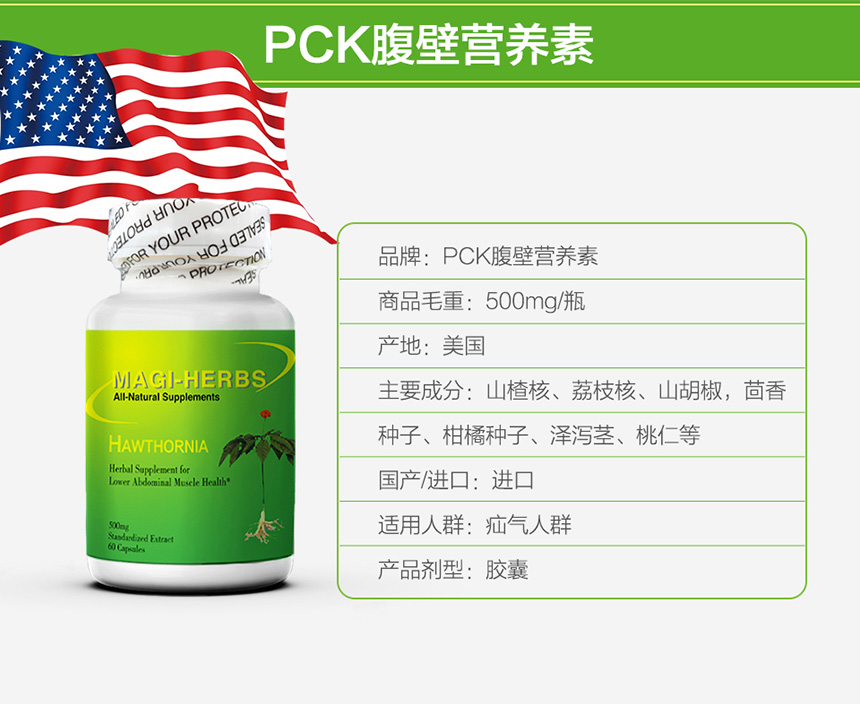 PCK腹壁营养素
SEALED FOR YOUR PROTECTION
MAGI-HERBS
All-Natural Supplements
HAWTHORNIA
Herbal Supplement for
Lower Abdominal Muscle Health*
500mg
Standardized Extract
60 Capsules
品牌：PCK腹壁营养素
商品毛重：500mg/瓶
产地：美国
主要成分：山楂核、荔枝核、山胡椒，茴香
种子、柑橘种子、泽泻茎、桃仁等
国产/进口：进口
适用人群：疝气人群
产品剂型：胶囊